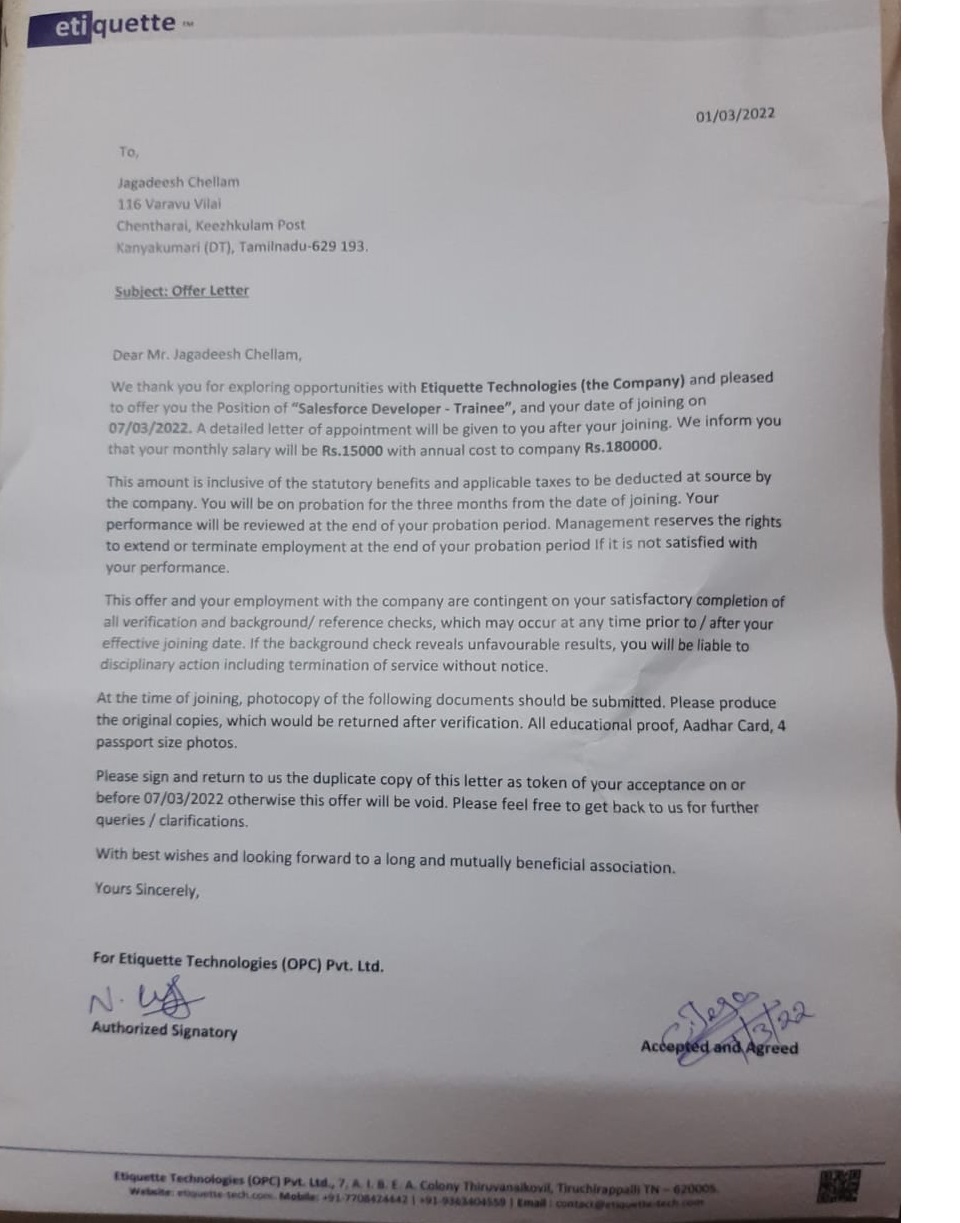 etiquette ™
01/03/2022
To,
Jagadeesh Chellam
116 Varavu Vilai
Chentharai, Keezhkulam Post
Kanyakumari (DT), Tamilnadu-629 193.
Subject: Offer Letter
Dear Mr. Jagadeesh Chellam,
We thank you for exploring opportunities with Etiquette Technologies (the Company) and pleased
to offer you the Position of "Salesforce Developer - Trainee", and your date of joining on
07/03/2022. A detailed letter of appointment will be given to you after your joining. We inform you
that your monthly salary will be Rs.15000 with annual cost to company Rs.180000.
This amount is inclusive of the statutory benefits and applicable taxes to be deducted at source by
the company. You will be on probation for the three months from the date of joining. Your
performance will be reviewed at the end of your probation period. Management reserves the rights
to extend or terminate employment at the end of your probation period If it is not satisfied with
your performance.
This offer and your employment with the company are contingent on your satisfactory completion of
all verification and background/ reference checks, which may occur at any time prior to / after your
effective joining date. If the background check reveals unfavourable results, you will be liable to
disciplinary action including termination of service without notice.
At the time of joining, photocopy of the following documents should be submitted. Please produce
the original copies, which would be returned after verification. All educational proof, Aadhar Card, 4
passport size photos.
Please sign and return to us the duplicate copy of this letter as token of your acceptance on or
before 07/03/2022 otherwise this offer will be void. Please feel free to get back to us for further
queries / clarifications.
With best wishes and looking forward to a long and mutually beneficial association.
Yours Sincerely,
For Etiquette Technologies (OPC) Pvt. Ltd.
N.
Authorized Signatory
/3/22
Accepted and Agreed
Etiquette Technologies (OPC) Pvt. Ltd., 7, A. I. B. E. A. Colony Thiruvanaikovil, Tiruchirappalli TN – 620005.
Website: etiquette-tech.com. Mobile: +91-7708424442 | +91-9363404559 | Email : contact@etiquette-tech.com